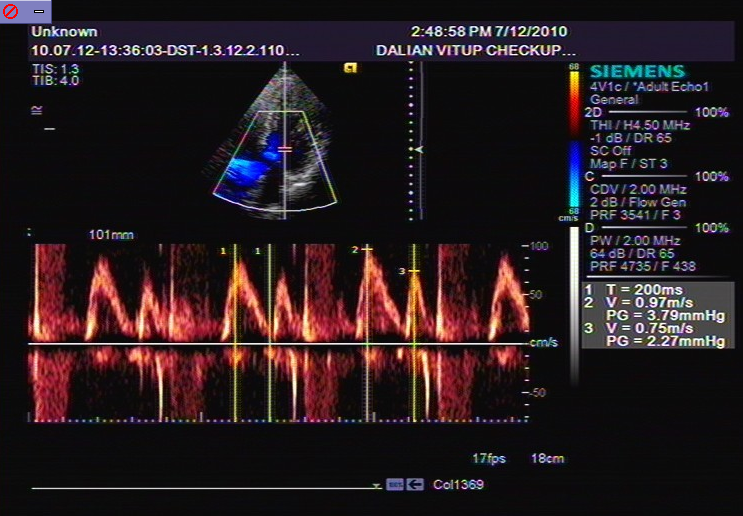 Unknown
2:48:58 PM 7/12/2010
10.07.12-13:36:03-DST-1.3.12.2.110...
DALIAN VITUP CHECKUP...
TIS: 1.3
TIB: 4.0
68
68
cm/s
SIEMENS
4V1c / *Adult Echo1
General
2D 100%
THI / H4.50 MHz
-1 dB / DR 65
SC Off
Map F / ST 3
C 100%
CDV / 2.00 MHz
2 dB / Flow Gen
PRF 3541 / F 3
D 100%
PW / 2.00 MHz
64 dB / DR 65
PRF 4735 / F 438
1 T = 200ms
2 V = 0.97m/s
PG = 3.79mmHg
3 V = 0.75m/s
PG = 2.27mmHg
101mm
1
1
2
3
-100
-50
-cm/s
-50
17fps 18cm
Col1369